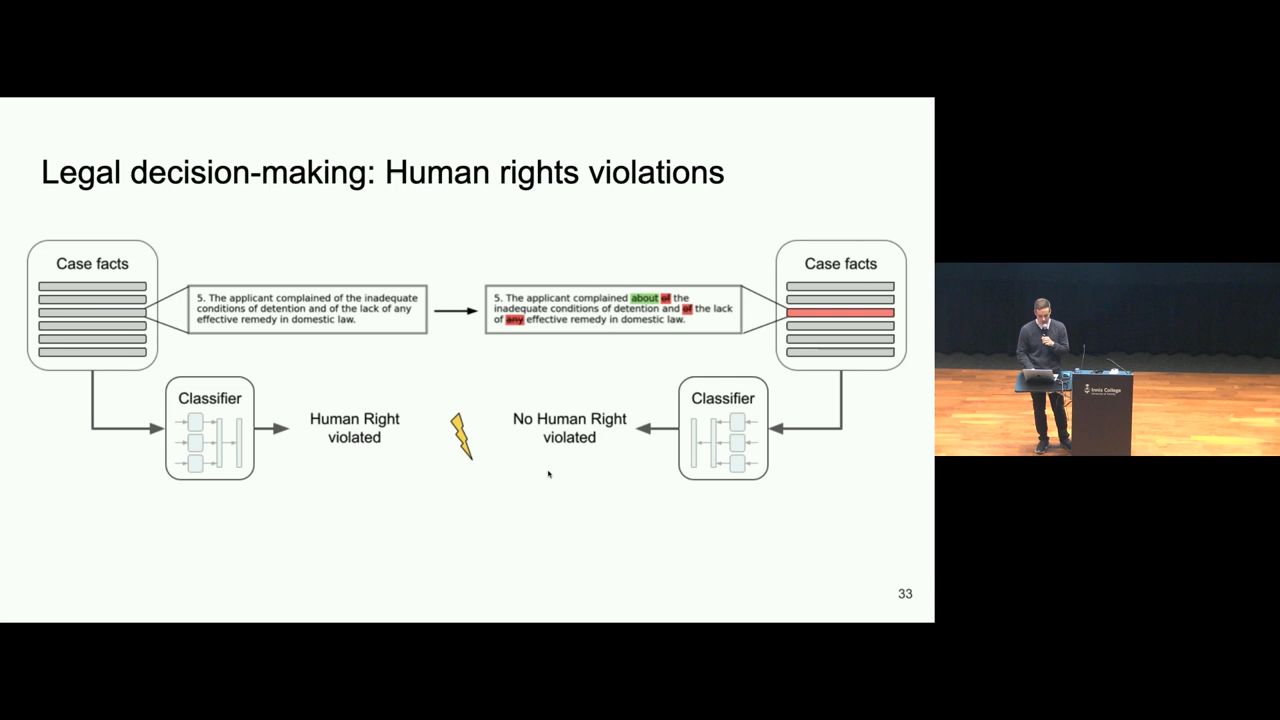 Legal decision-making: Human rights violations
Case facts
5. The applicant complained of the inadequate
conditions of detention and of the lack of any
effective remedy in domestic law.
5. The applicant complained about of the
inadequate conditions of detention and of the lack
of any effective remedy in domestic law.
Case facts
Classifier
Human Right
violated
No Human Right
violated
Classifier
33
Innis College